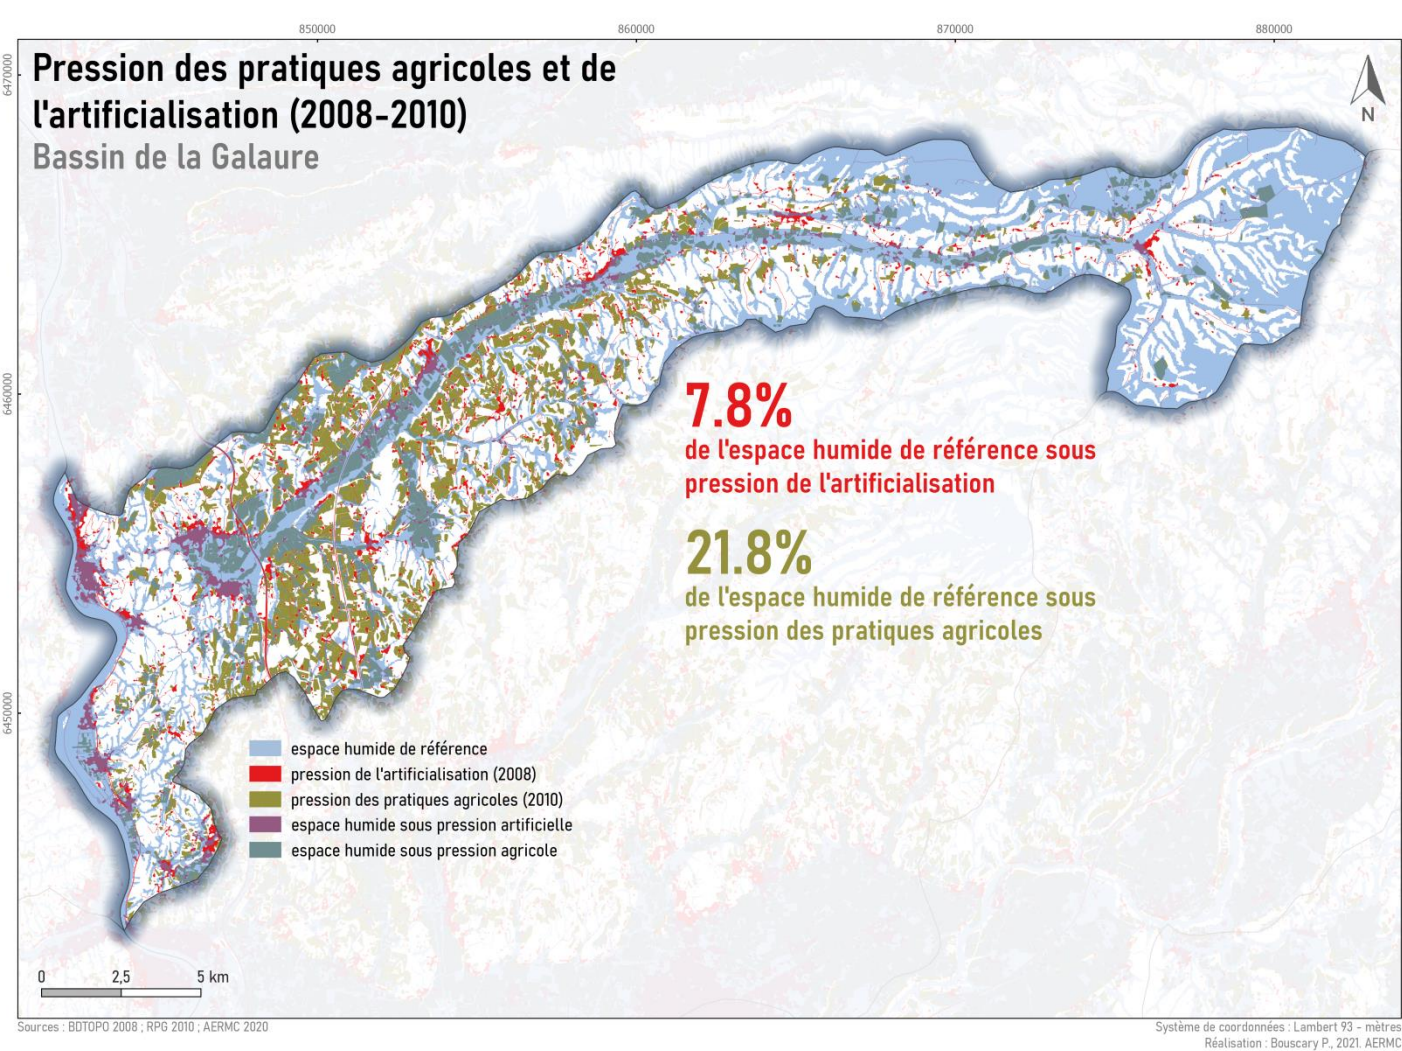 850000
860000
870000
880000
6470000
6460000
6450000
Pression des pratiques agricoles et de
l'artificialisation (2008-2010)
Bassin de la Galaure
N
7.8%
de l'espace humide de référence sous
pression de l'artificialisation
21.8%
de l'espace humide de référence sous
pression des pratiques agricoles
espace humide de référence
pression de l'artificialisation (2008)
pression des pratiques agricoles (2010)
espace humide sous pression artificielle
espace humide sous pression agricole
0 2,5 5 km
Sources : BDTOPO 2008 ; RPG 2010 ; AERMC 2020
Système de coordonnées : Lambert 93 - mètres
Réalisation : Bouscary P., 2021. AERMC